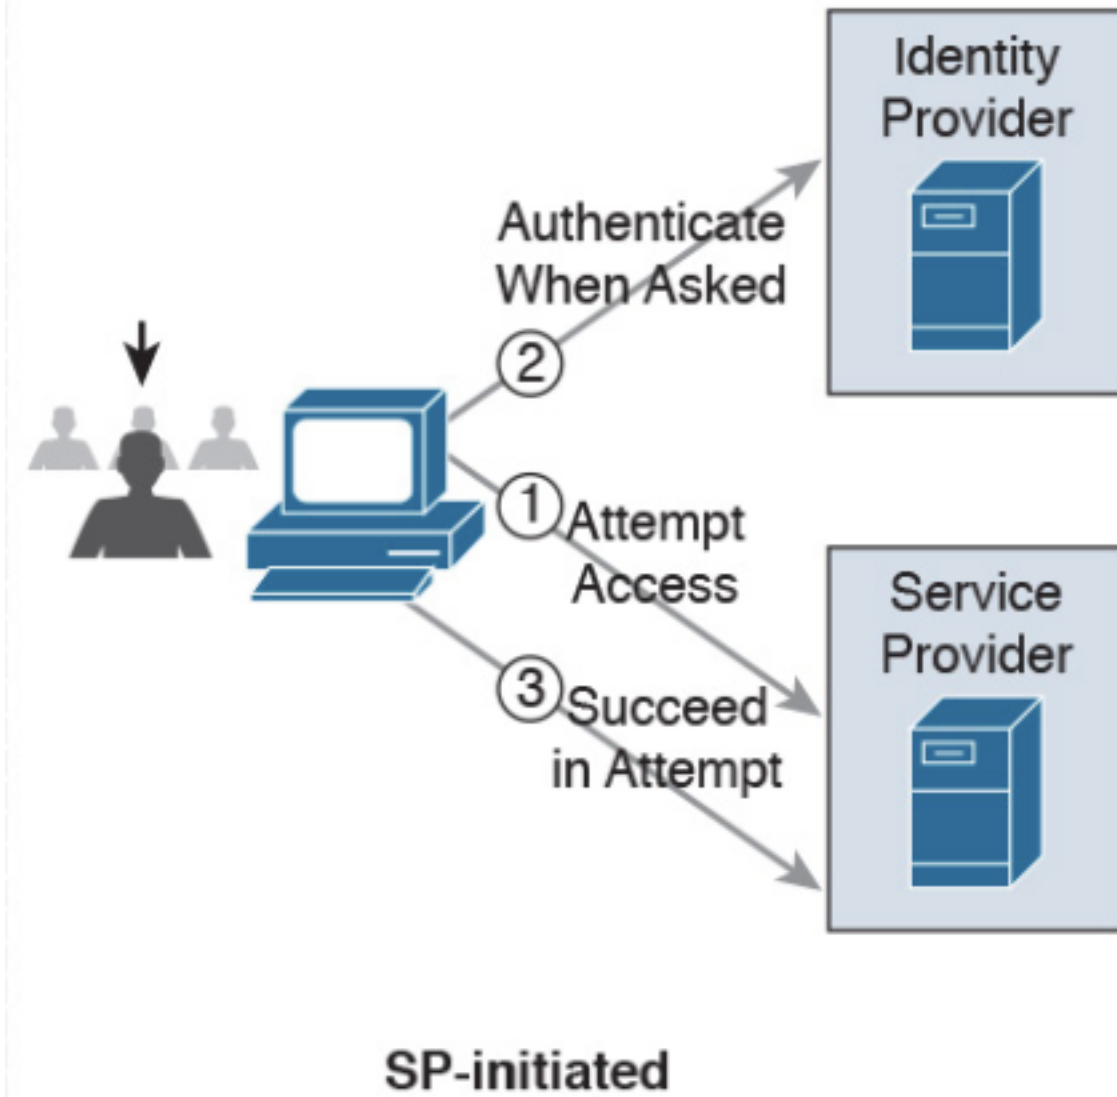 Identity
Provider
Authenticate
When Asked
2
1
Attempt
Access
Service
Provider
3
Succeed
in Attempt
SP-initiated